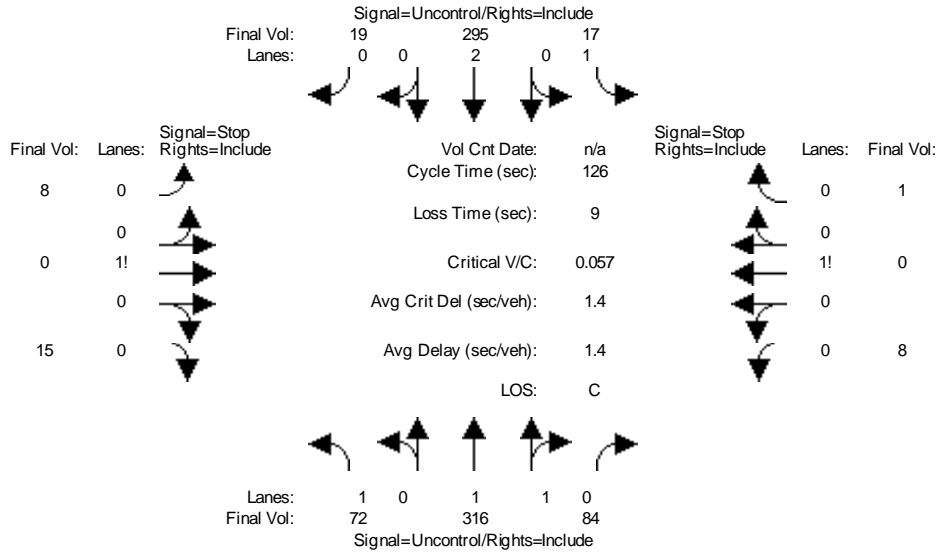 Signal=Uncontrol/Rights=Include
Final Vol: 19 295 17
Lanes: 0 0 2 0 1
Signal=Stop
Final Vol: Lanes: Rights=Include
Vol Cnt Date: n/a
Signal=Stop
Rights=Include Lanes: Final Vol:
8 0
Cycle Time (sec): 126
0 1
0
Loss Time (sec): 9
0
0 1!
Critical V/C: 0.057
1! 0
0
Avg Crit Del (sec/veh): 1.4
0
15 0
Avg Delay (sec/veh): 1.4
0 8
LOS: C
Lanes: 1 0 1 1 0
Final Vol: 72 316 84
Signal=Uncontrol/Rights=Include